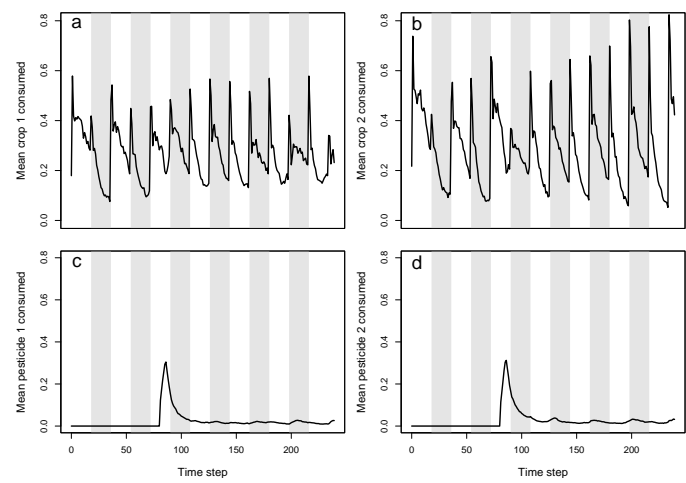 a
Mean crop 1 consumed
0.0 0.2 0.4 0.6 0.8
b
Mean crop 2 consumed
0.0 0.2 0.4 0.6 0.8
c
Mean pesticide 1 consumed
0.0 0.2 0.4 0.6 0.8
0 50 100 150 200
Time step
d
Mean pesticide 2 consumed
0.0 0.2 0.4 0.6 0.8
0 50 100 150 200
Time step